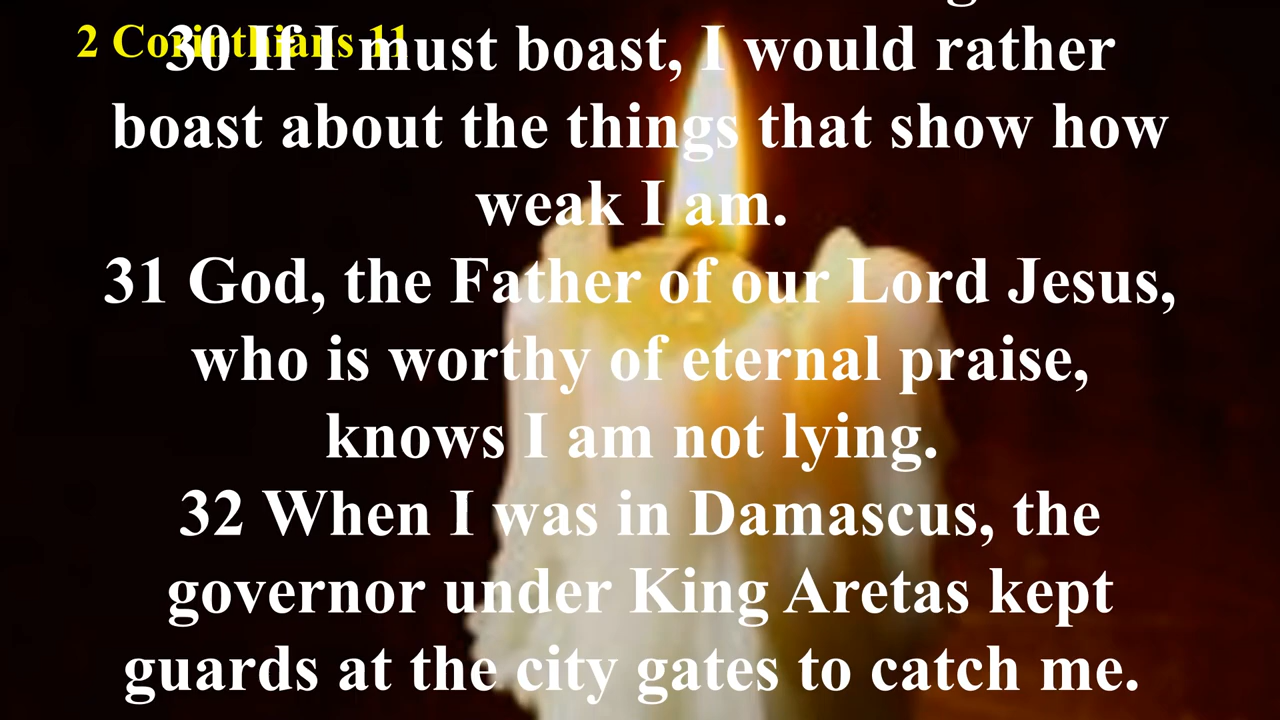 2 Corinthians 11
30 If I must boast, I would rather
boast about the things that show how
weak I am.
31 God, the Father of our Lord Jesus,
who is worthy of eternal praise,
knows I am not lying.
32 When I was in Damascus, the
governor under King Aretas kept
guards at the city gates to catch me.